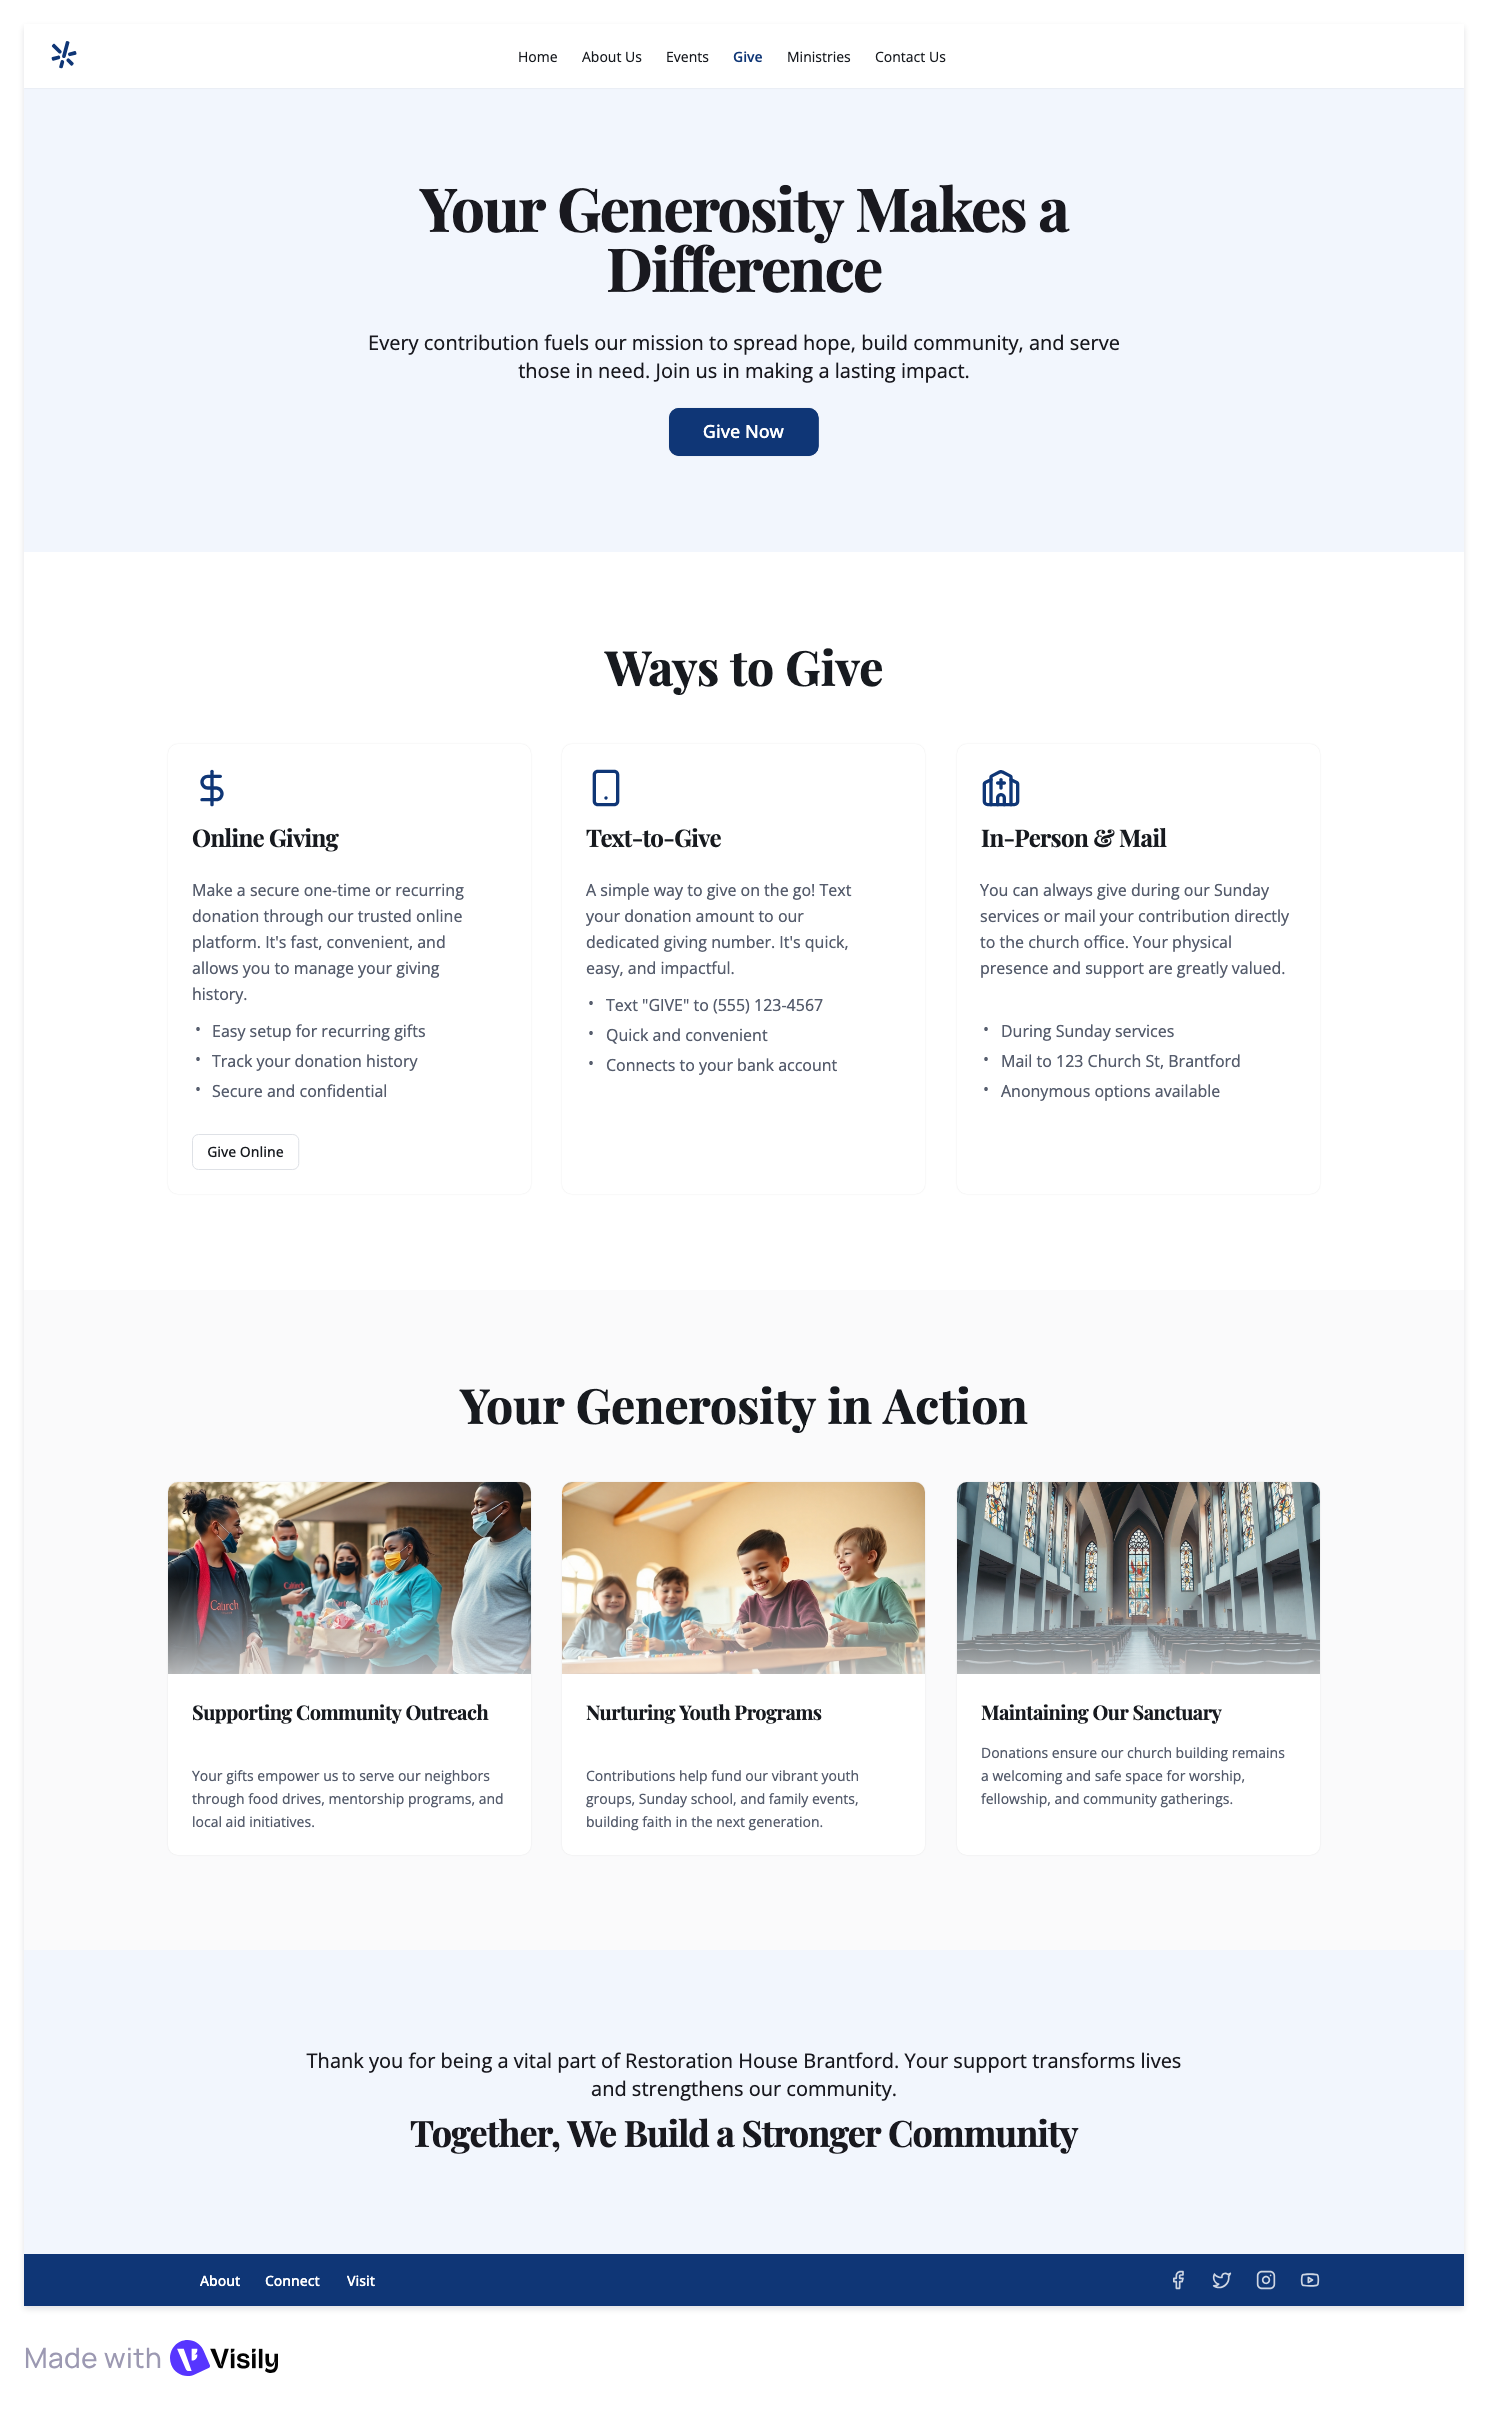 Home About Us Events Give Ministries Contact Us
Your Generosity Makes a
Difference
Every contribution fuels our mission to spread hope, build community, and serve
those in need. Join us in making a lasting impact.
Give Now
Ways to Give
Online Giving
Make a secure one-time or recurring
donation through our trusted online
platform. It's fast, convenient, and
allows you to manage your giving
history.
• Easy setup for recurring gifts
• Track your donation history
• Secure and confidential
Give Online
Text-to-Give
A simple way to give on the go! Text
your donation amount to our
dedicated giving number. It's quick,
easy, and impactful.
• Text "GIVE" to (555) 123-4567
• Quick and convenient
• Connects to your bank account
In-Person & Mail
You can always give during our Sunday
services or mail your contribution directly
to the church office. Your physical
presence and support are greatly valued.
• During Sunday services
• Mail to 123 Church St, Brantford
• Anonymous options available
Your Generosity in Action
Caurch
Supporting Community Outreach
Your gifts empower us to serve our neighbors
through food drives, mentorship programs, and
local aid initiatives.
Nurturing Youth Programs
Contributions help fund our vibrant youth
groups, Sunday school, and family events,
building faith in the next generation.
Maintaining Our Sanctuary
Donations ensure our church building remains
a welcoming and safe space for worship,
fellowship, and community gatherings.
Thank you for being a vital part of Restoration House Brantford. Your support transforms lives
and strengthens our community.
Together, We Build a Stronger Community
About Connect Visit
Made with Visily